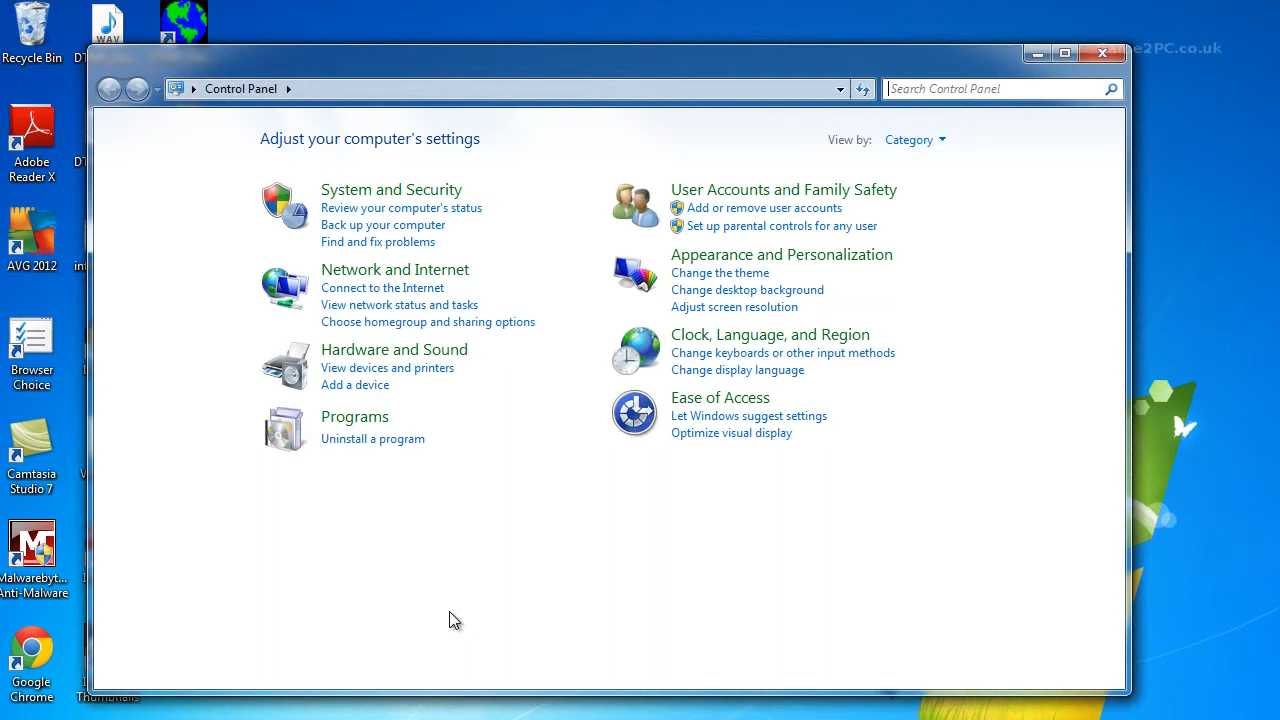 Recycle Bin
WAV
2PC.co.uk
Control Panel
Search Control Panel
Adjust your computer's settings
View by: Category
System and Security
Review your computer's status
Back up your computer
Find and fix problems
Network and Internet
Connect to the Internet
View network status and tasks
Choose homegroup and sharing options
Hardware and Sound
View devices and printers
Add a device
Programs
Uninstall a program
User Accounts and Family Safety
Add or remove user accounts
Set up parental controls for any user
Appearance and Personalization
Change the theme
Change desktop background
Adjust screen resolution
Clock, Language, and Region
Change keyboards or other input methods
Change display language
Ease of Access
Let Windows suggest settings
Optimize visual display
Adobe
Reader X
AVG 2012
Browser
Choice
Camtasia
Studio 7
Malwarebyt...
Anti-Malware
Google
Chrome
Thumbnails